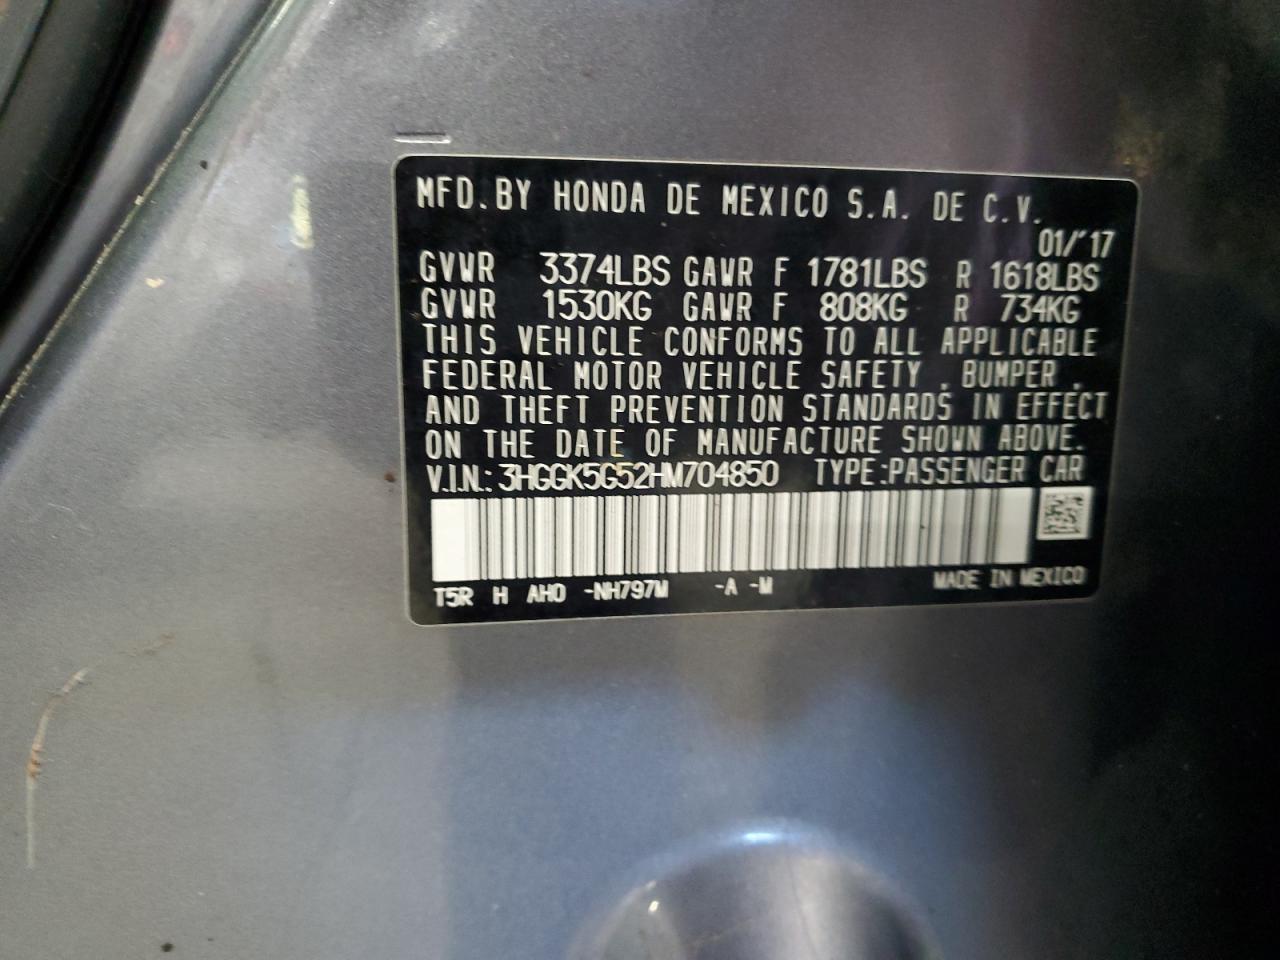 MFD. BY HONDA DE MEXICO S.A. DE C.V.
01/'17
GVWR 3374LBS GAWR F 1781LBS R 1618LBS
GVWR 1530KG GAWR F 808KG R 734KG
THIS VEHICLE CONFORMS TO ALL APPLICABLE
FEDERAL MOTOR VEHICLE SAFETY , BUMPER ,
AND THEFT PREVENTION STANDARDS IN EFFECT
ON THE DATE OF MANUFACTURE SHOWN ABOVE.
V.I.N.: 3HGGK5G52HM704850 TYPE:PASSENGER CAR
T5R H AH0 -NH797M -A -M MADE IN MEXICO